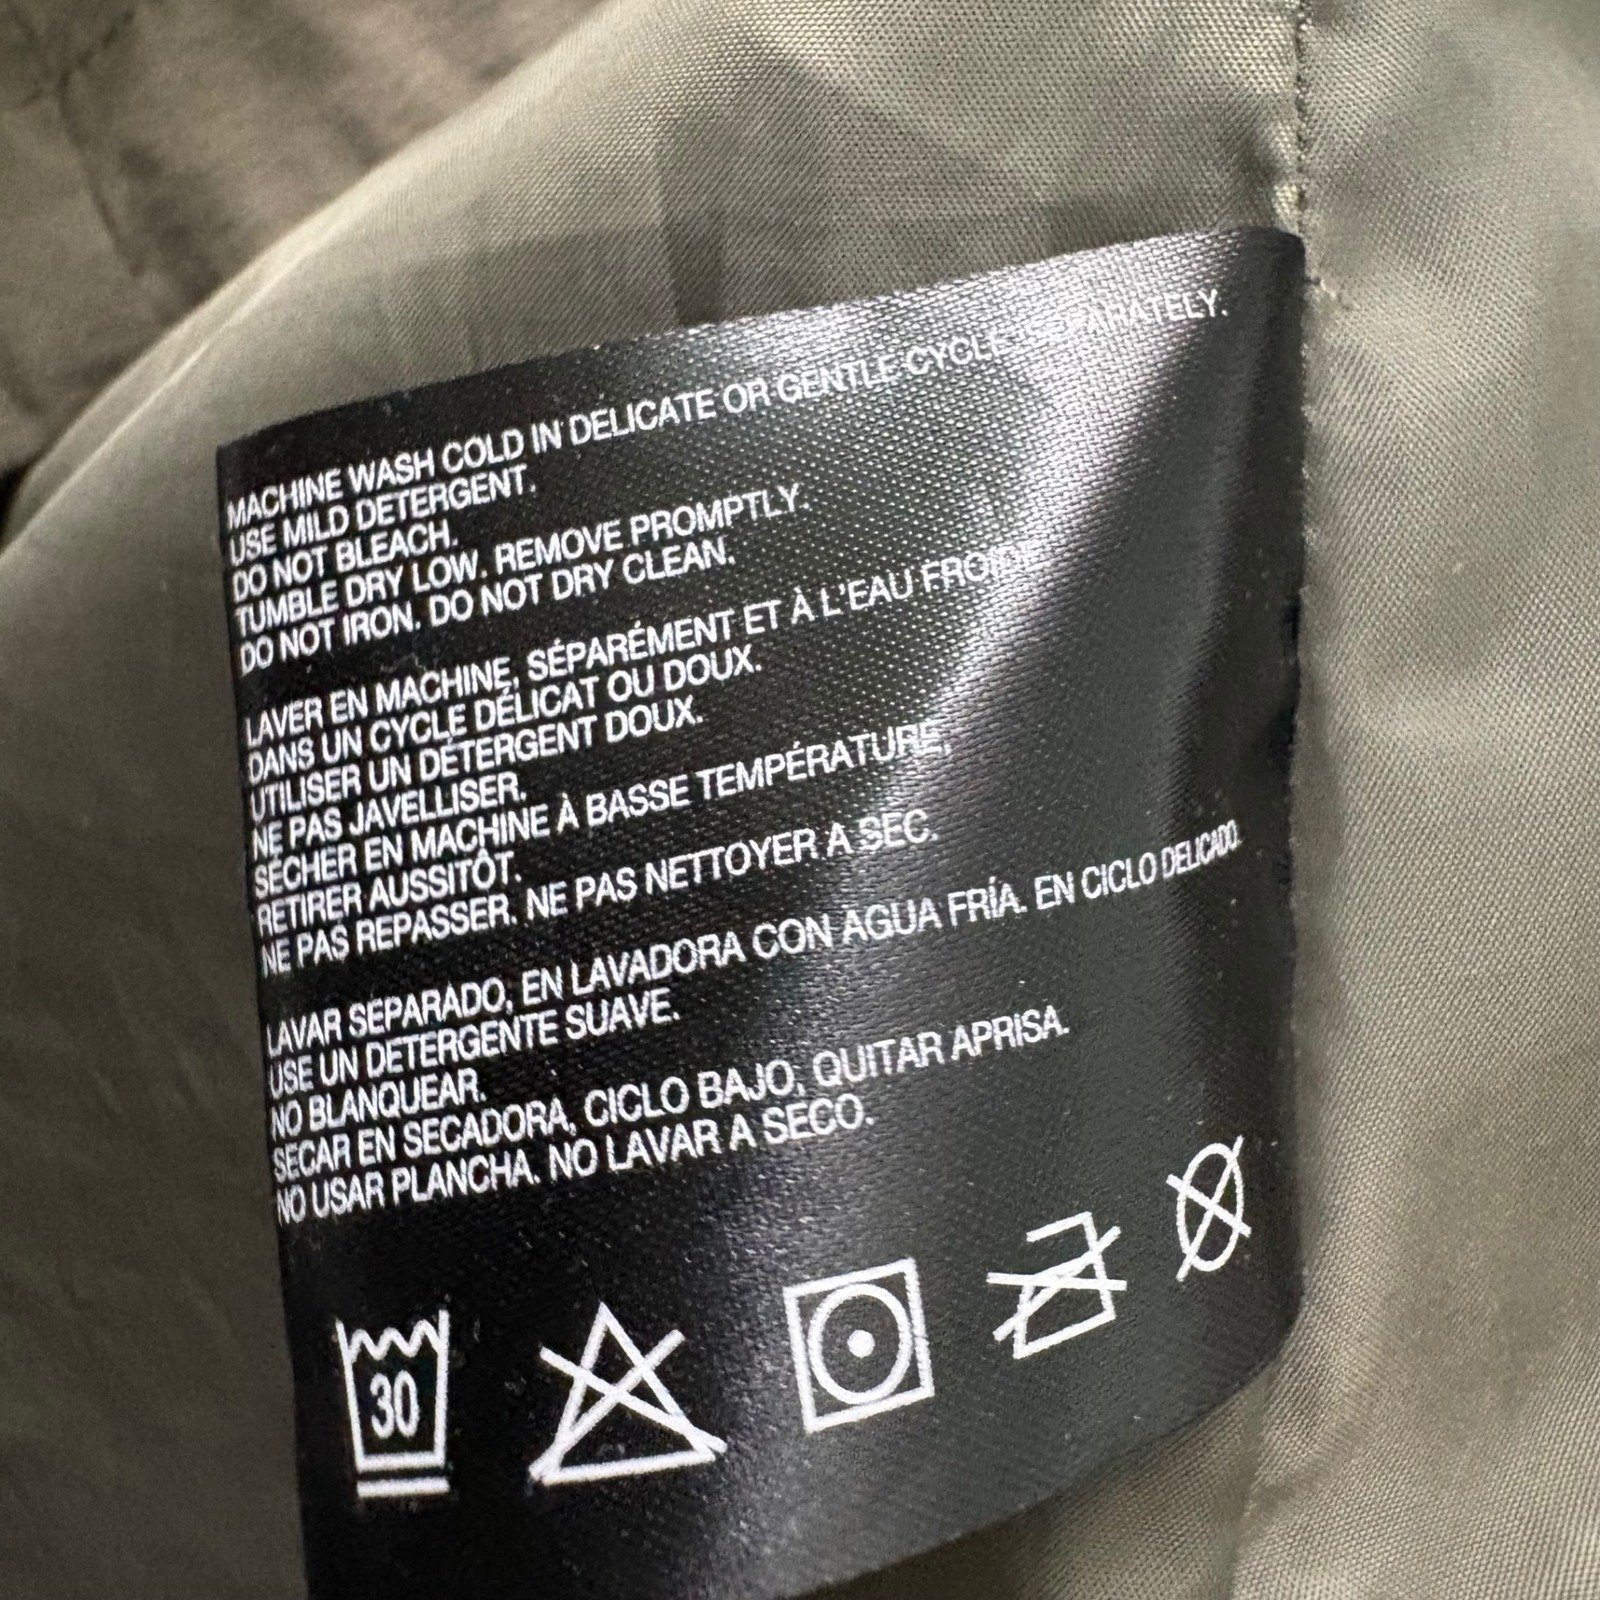 MACHINE WASH COLD IN DELICATE OR GENTLE CYCLE SEPARATELY.
USE MILD DETERGENT.
DO NOT BLEACH.
TUMBLE DRY LOW. REMOVE PROMPTLY.
DO NOT IRON. DO NOT DRY CLEAN.
LAVER EN MACHINE, SÉPARÉMENT ET À L'EAU FROIDE
DANS UN CYCLE DÉLICAT OU DOUX.
UTILISER UN DÉTERGENT DOUX.
NE PAS JAVELLISER.
SÉCHER EN MACHINE À BASSE TEMPÉRATURE,
RETIRER AUSSITÔT.
NE PAS REPASSER. NE PAS NETTOYER A SEC.
LAVAR SEPARADO, EN LAVADORA CON AGUA FRÍA. EN CICLO DELICADO.
USE UN DETERGENTE SUAVE.
NO BLANQUEAR.
SECAR EN SECADORA, CICLO BAJO, QUITAR APRISA.
NO USAR PLANCHA. NO LAVAR A SECO.
30